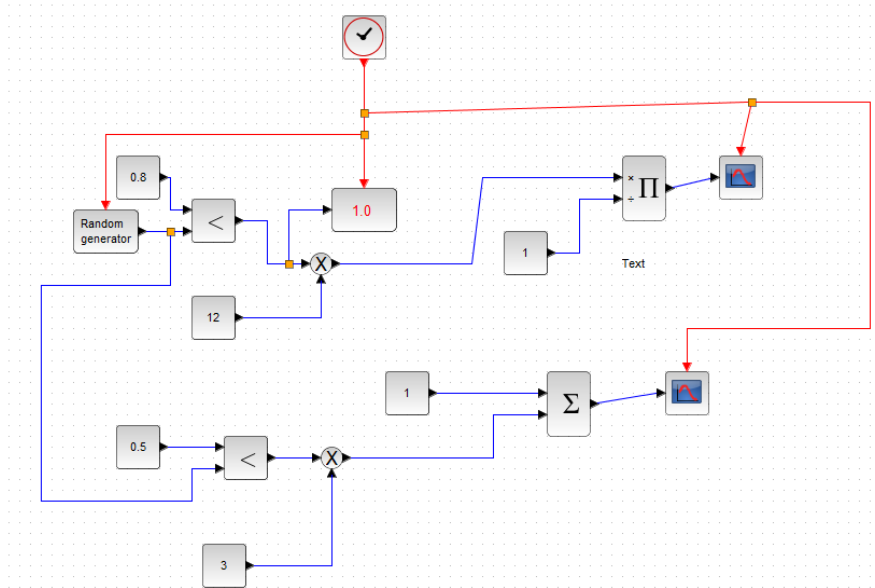 0.8
Random
generator
<
1.0
×
÷
Π
1
Text
X
12
1
Σ
0.5
<
X
3